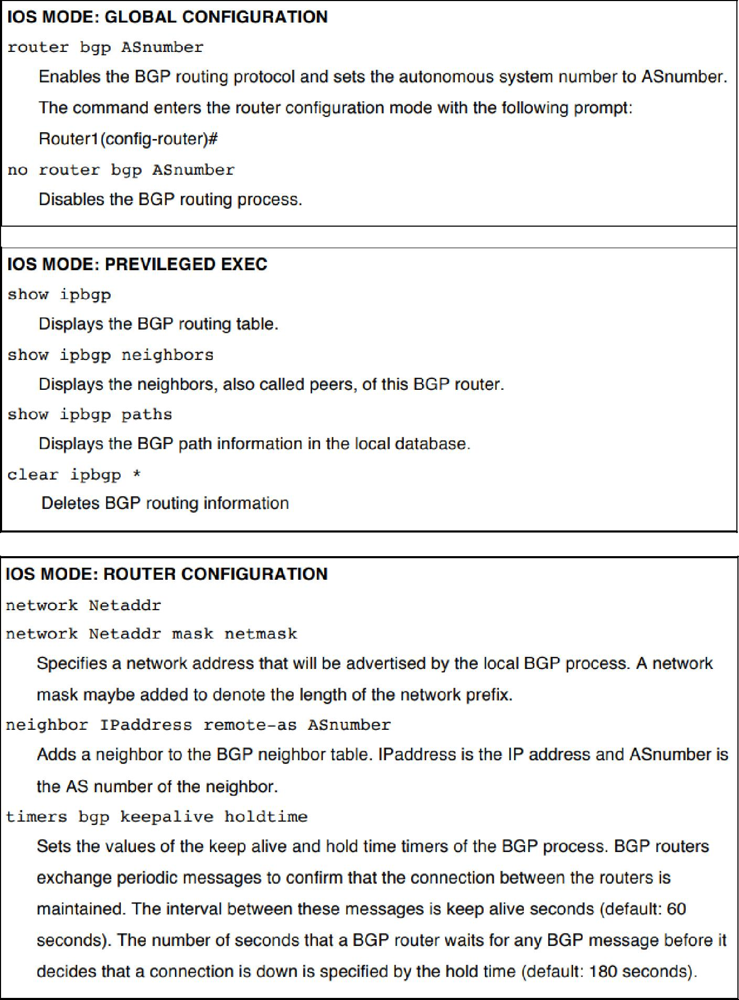 IOS MODE: GLOBAL CONFIGURATION
router bgp ASnumber
Enables the BGP routing protocol and sets the autonomous system number to ASnumber.
The command enters the router configuration mode with the following prompt:
Router1(config-router)#
no router bgp ASnumber
Disables the BGP routing process.
IOS MODE: PREVILEGED EXEC
show ipbgp
Displays the BGP routing table.
show ipbgp neighbors
Displays the neighbors, also called peers, of this BGP router.
show ipbgp paths
Displays the BGP path information in the local database.
clear ipbgp *
Deletes BGP routing information
IOS MODE: ROUTER CONFIGURATION
network Netaddr
network Netaddr mask netmask
Specifies a network address that will be advertised by the local BGP process. A network
mask maybe added to denote the length of the network prefix.
neighbor IPaddress remote-as ASnumber
Adds a neighbor to the BGP neighbor table. IPaddress is the IP address and ASnumber is
the AS number of the neighbor.
timers bgp keepalive holdtime
Sets the values of the keep alive and hold time timers of the BGP process. BGP routers
exchange periodic messages to confirm that the connection between the routers is
maintained. The interval between these messages is keep alive seconds (default: 60
seconds). The number of seconds that a BGP router waits for any BGP message before it
decides that a connection is down is specified by the hold time (default: 180 seconds).